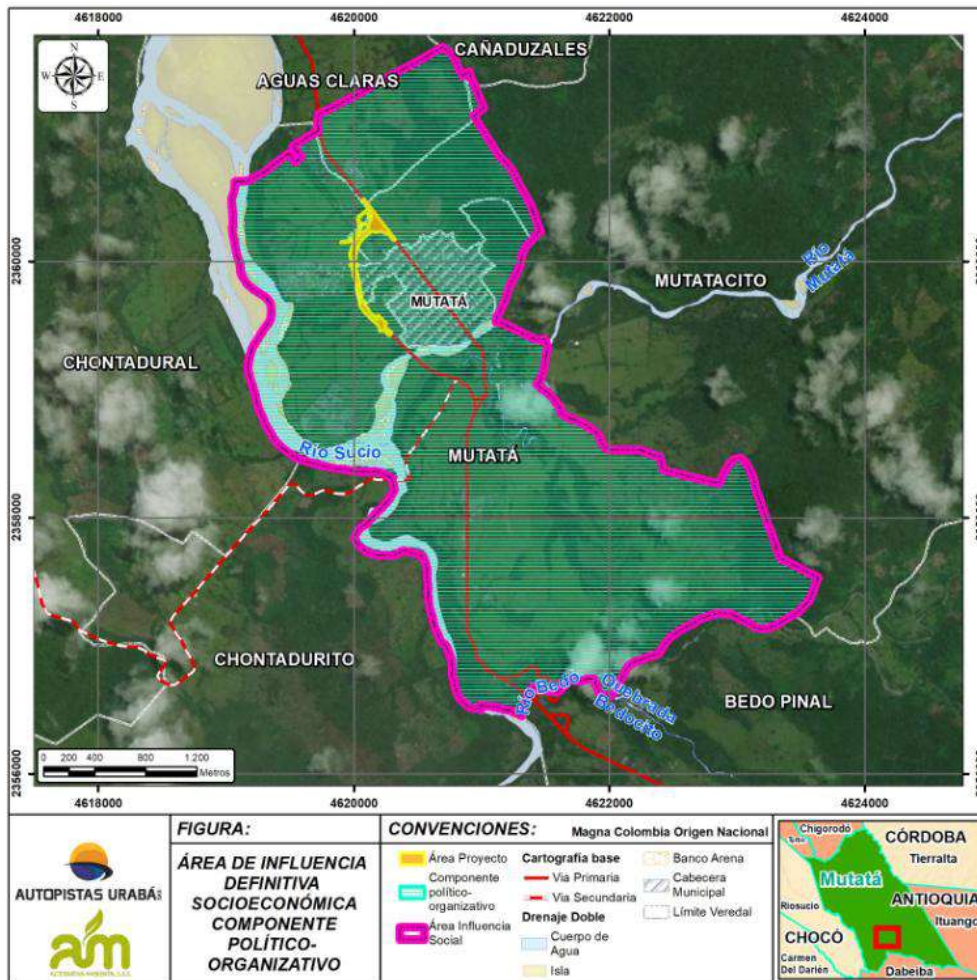 4618000 4620000 4622000 4624000
N
W E
S
CAÑADUZALES
AGUAS CLARAS
2360000
Río
Mutatá
MUTATACITO
MUTATÁ
CHONTADURAL
Río Sucio
MUTATÁ
2358000
CHONTADURITO
Río Bedo
Quebrada
Bedocito
BEDO PINAL
0 200 400 800 1.200
Metros
2356000
4618000 4620000 4622000 4624000
AUTOPISTAS URABÁ
FIGURA:
ÁREA DE INFLUENCIA
DEFINITIVA
SOCIOECONÓMICA
COMPONENTE
POLÍTICO-
ORGANIZATIVO
CONVENCIONES:
Magna Colombia Origen Nacional
Área Proyecto
Componente
político-
organizativo
Área Influencia
Social
Cartografía base
Via Primaria
Via Secundaria
Drenaje Doble
Cuerpo de
Agua
Isla
Banco Arena
Cabecera
Municipal
Límite Veredal
Chigorodó
CÓRDOBA
Tierralta
Mutatá
ANTIOQUIA
Riosucio
Ituango
CHOCÓ
Carmen
Del Darién
Dabeiba